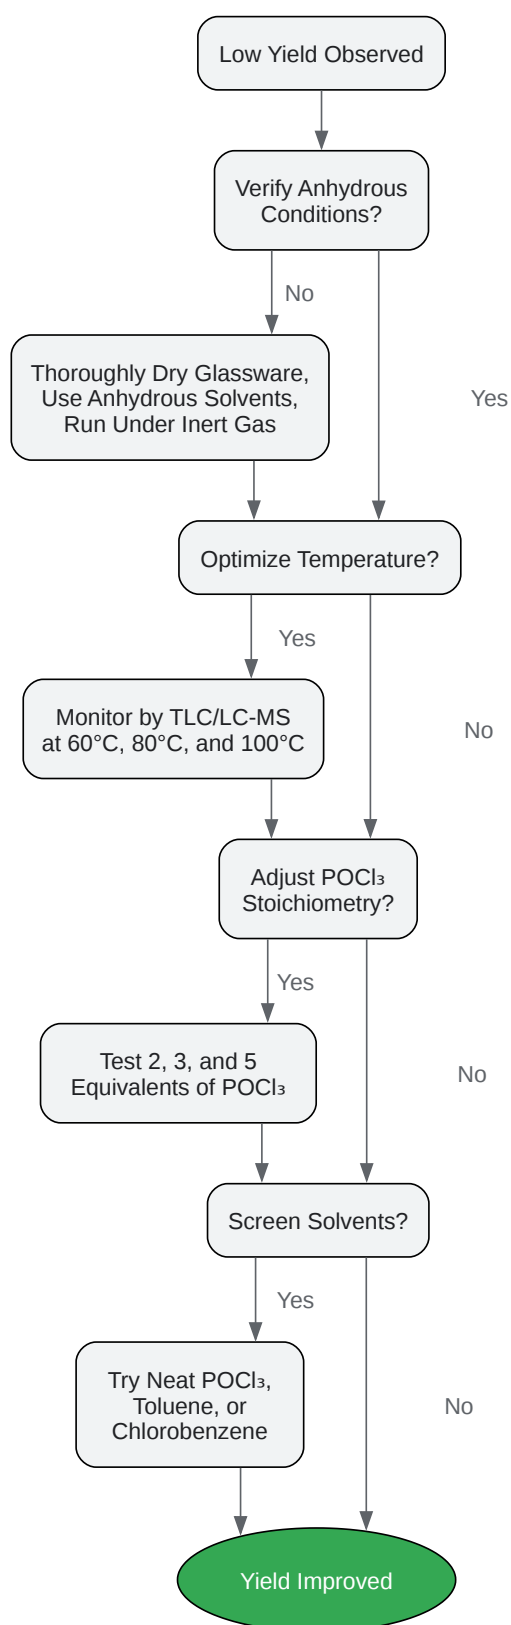 Low Yield Observed
Verify Anhydrous
Conditions?
No
Thoroughly Dry Glassware,
Use Anhydrous Solvents,
Run Under Inert Gas
Yes
Optimize Temperature?
Yes
Monitor by TLC/LC-MS
at 60°C, 80°C, and 100°C
No
Adjust POCl₃
Stoichiometry?
Yes
Test 2, 3, and 5
Equivalents of POCl₃
No
Screen Solvents?
Yes
Try Neat POCl₃,
Toluene, or
Chlorobenzene
No
Yield Improved